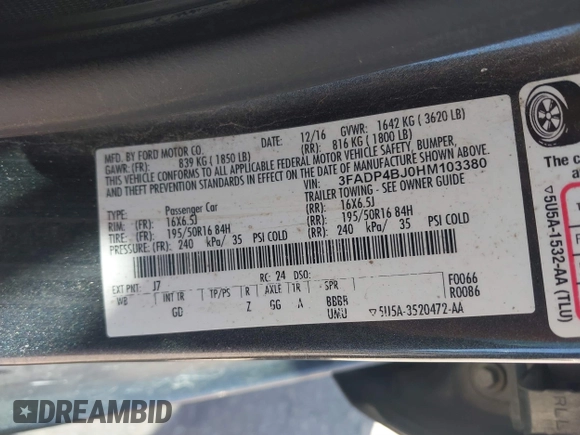 MFD. BY FORD MOTOR CO.
DATE: 12/16 GVWR: 1642 KG ( 3620 LB)
GAWR: (FR): 839 KG ( 1850 LB) (RR): 816 KG ( 1800 LB)
THIS VEHICLE CONFORMS TO ALL APPLICABLE FEDERAL MOTOR VEHICLE SAFETY, BUMPER,
AND THEFT PREVENTION STANDARDS IN EFFECT ON THE DATE OF MANUFACTURE SHOWN ABOVE.
VIN: 3FADP4BJ0HM103380
TYPE: Passenger Car TIRE INFLATING - SEE OWNER GUIDE
RIM: (FR): 16X6.5J (RR): 16X6.5J
TIRE: (FR): 195/50R16 84H (RR): 195/50R16 84H
PRESSURE: (FR): 240 kPa/ 35 PSI COLD (RR): 240 kPa/ 35 PSI COLD
EXT PNT: J7 RC: 24 DSO: F0066
WB INT TR TP/PS R AXLE TR SPR R0086
GD Z GG A BBBR
UMU ▽5U5A-3520472-AA
The c
a
▽5U5A-1532-AA (TLU)
DREAMBID